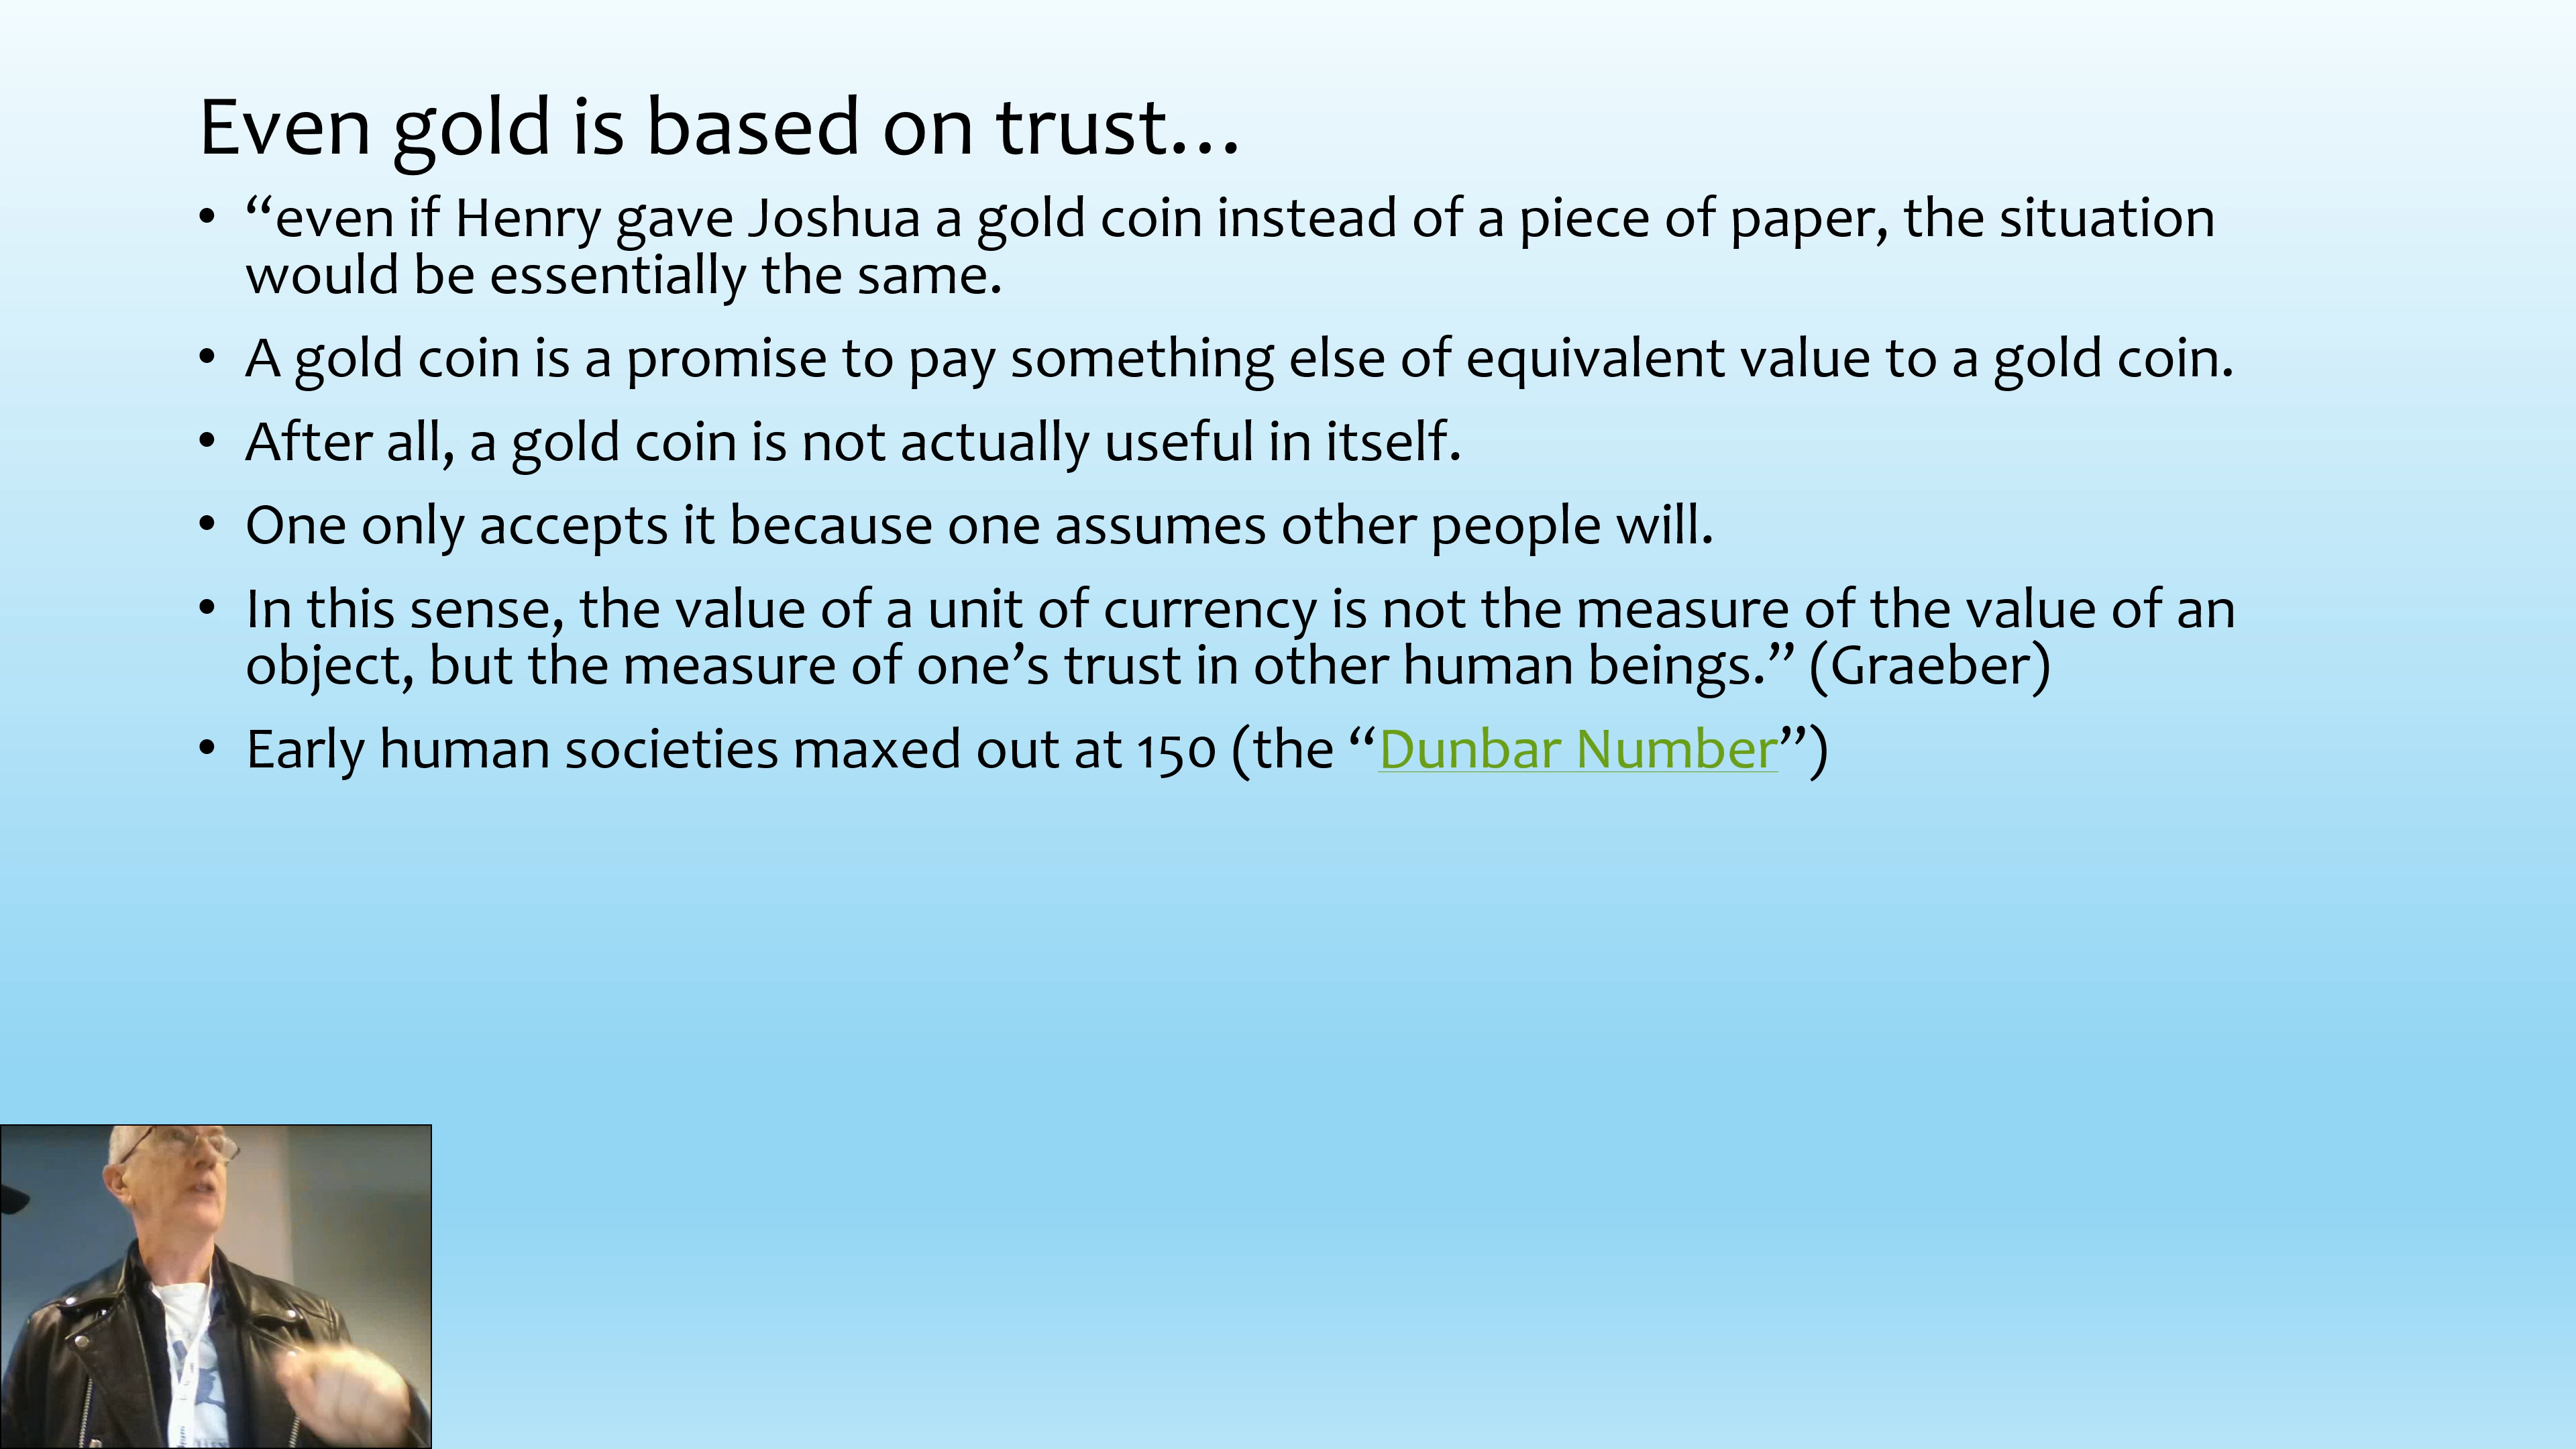 Even gold is based on trust…
• “even if Henry gave Joshua a gold coin instead of a piece of paper, the situation
would be essentially the same.
• A gold coin is a promise to pay something else of equivalent value to a gold coin.
• After all, a gold coin is not actually useful in itself.
• One only accepts it because one assumes other people will.
• In this sense, the value of a unit of currency is not the measure of the value of an
object, but the measure of one’s trust in other human beings.” (Graeber)
• Early human societies maxed out at 150 (the “Dunbar Number”)